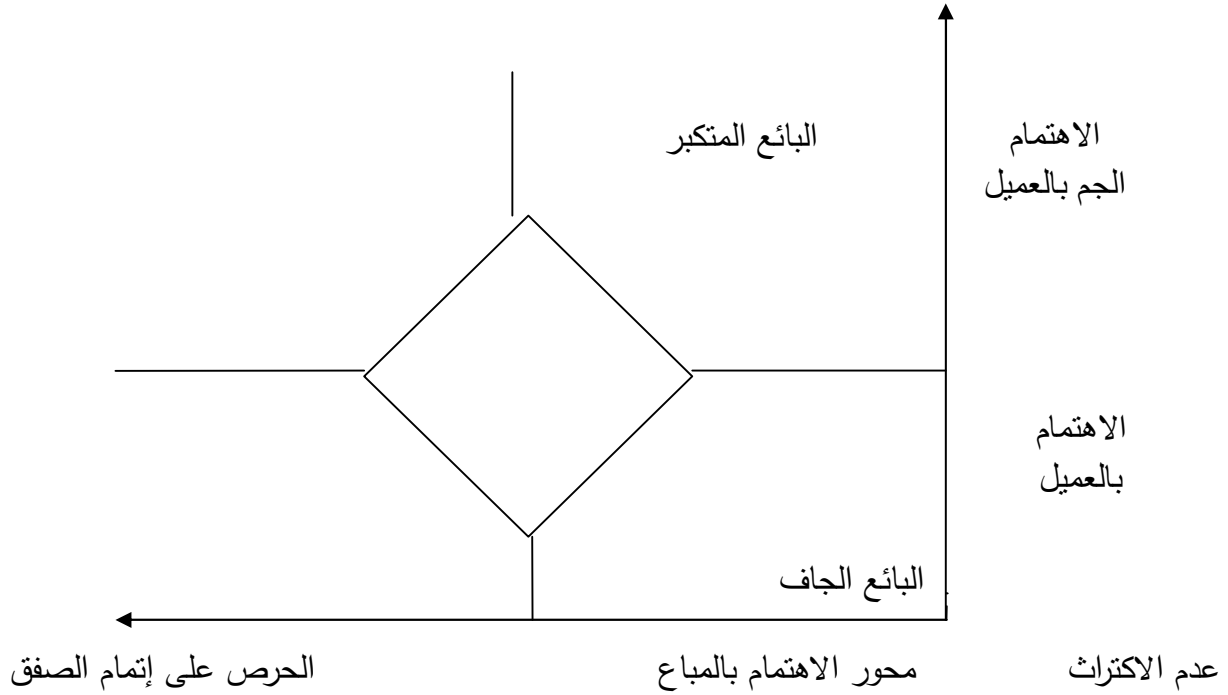 الاهتمام
الجم بالعميل
البائع المتكبر
الاهتمام
بالعميل
البائع الجاف
عدم الاكتراث
محور الاهتمام بالمباع
الحرص على إتمام الصفق